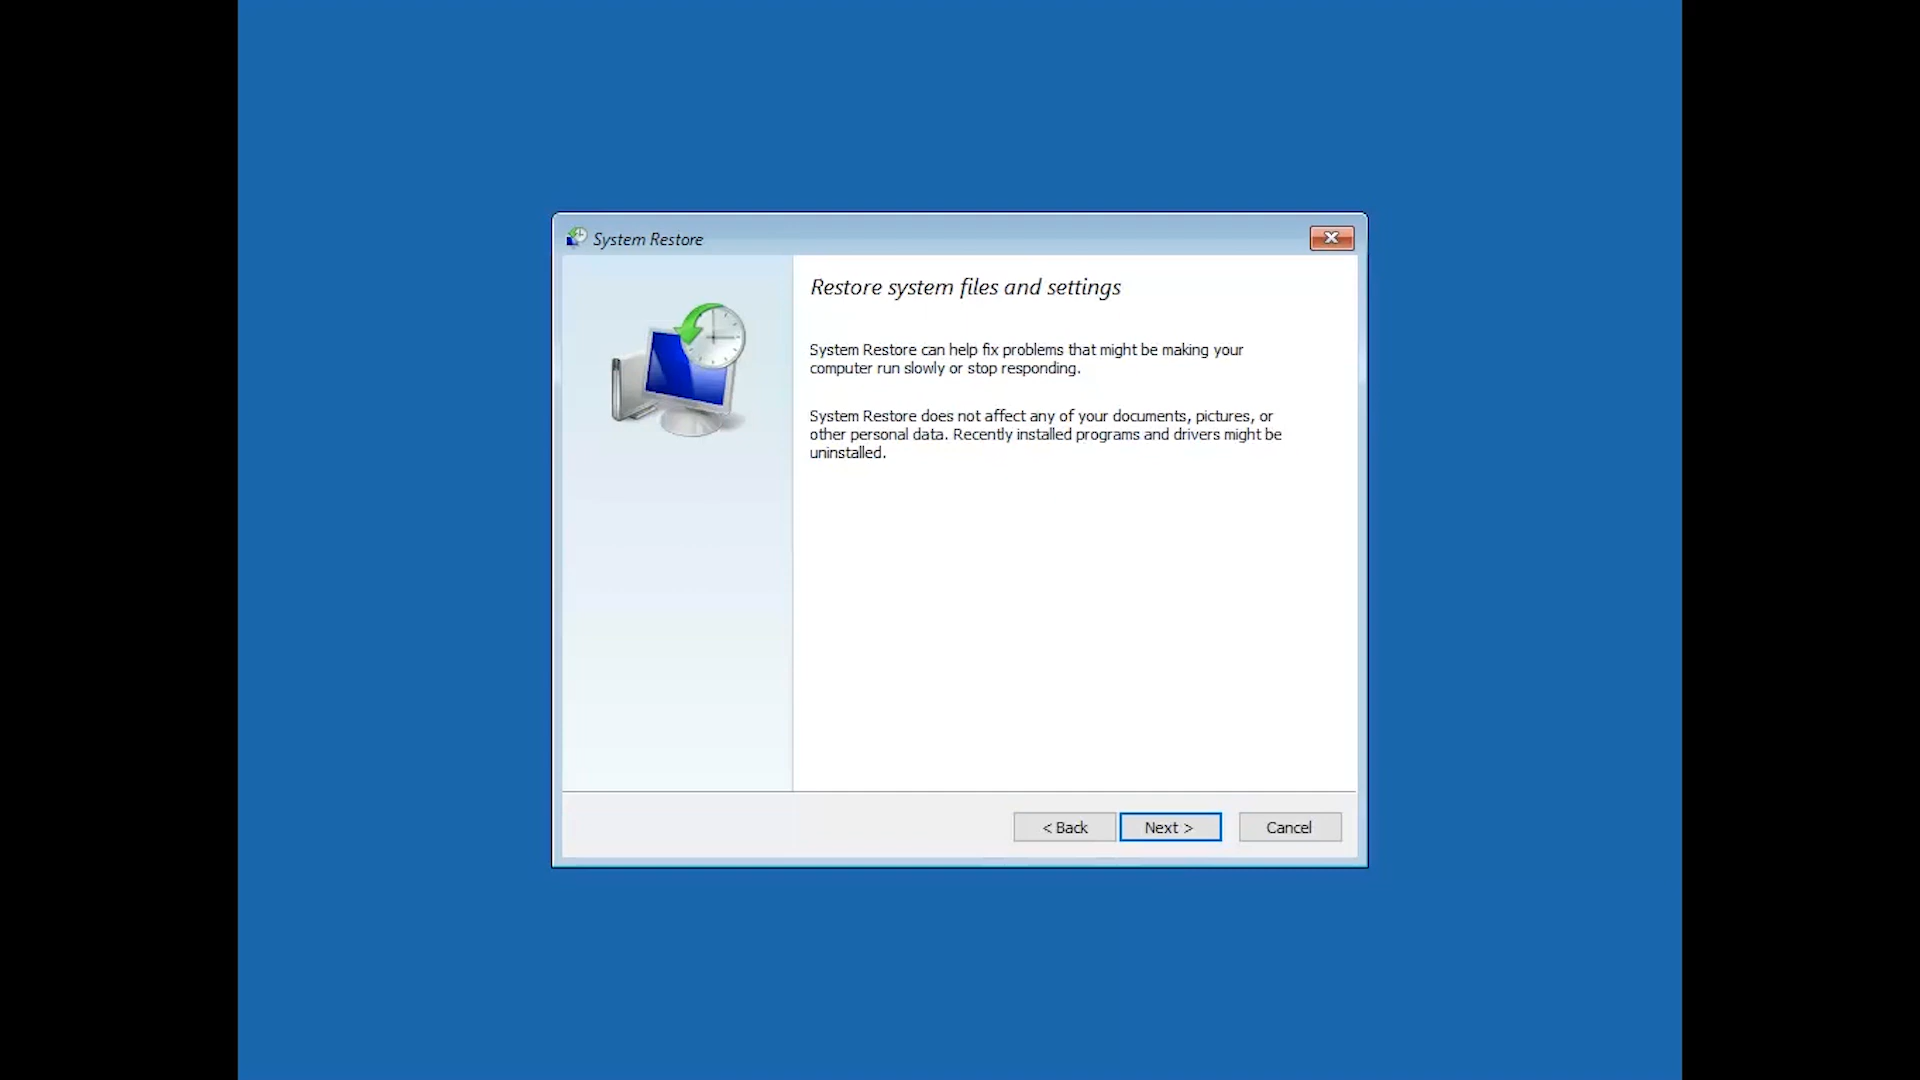 System Restore
Restore system files and settings
System Restore can help fix problems that might be making your
computer run slowly or stop responding.
System Restore does not affect any of your documents, pictures, or
other personal data. Recently installed programs and drivers might be
uninstalled.
< Back
Next >
Cancel